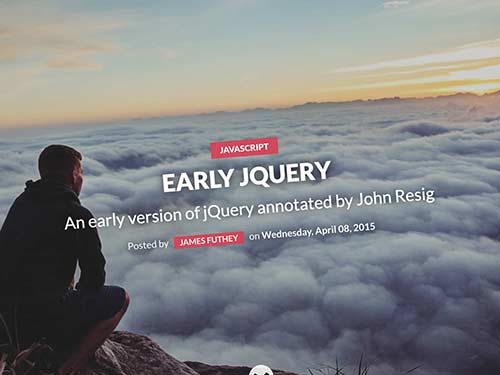 JAVASCRIPT
EARLY JQUERY
An early version of jQuery annotated by John Resig
Posted by JAMES FUTHEY on Wednesday, April 08, 2015